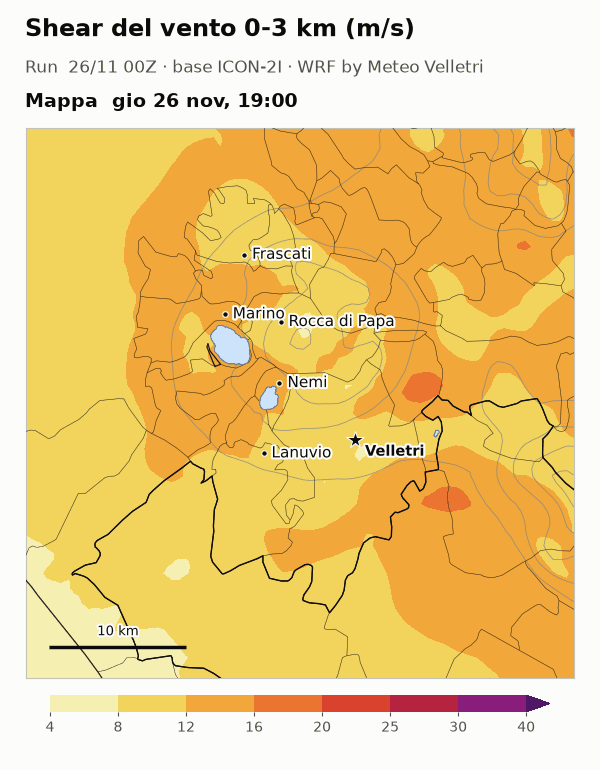 Shear del vento 0-3 km (m/s)
Run 26/11 00Z · base ICON-2I · WRF by Meteo Velletri
Mappa gio 26 nov, 19:00
Frascati
Marino
Rocca di Papa
Nemi
Velletri
Lanuvio
10 km
4 8 12 16 20 25 30 40